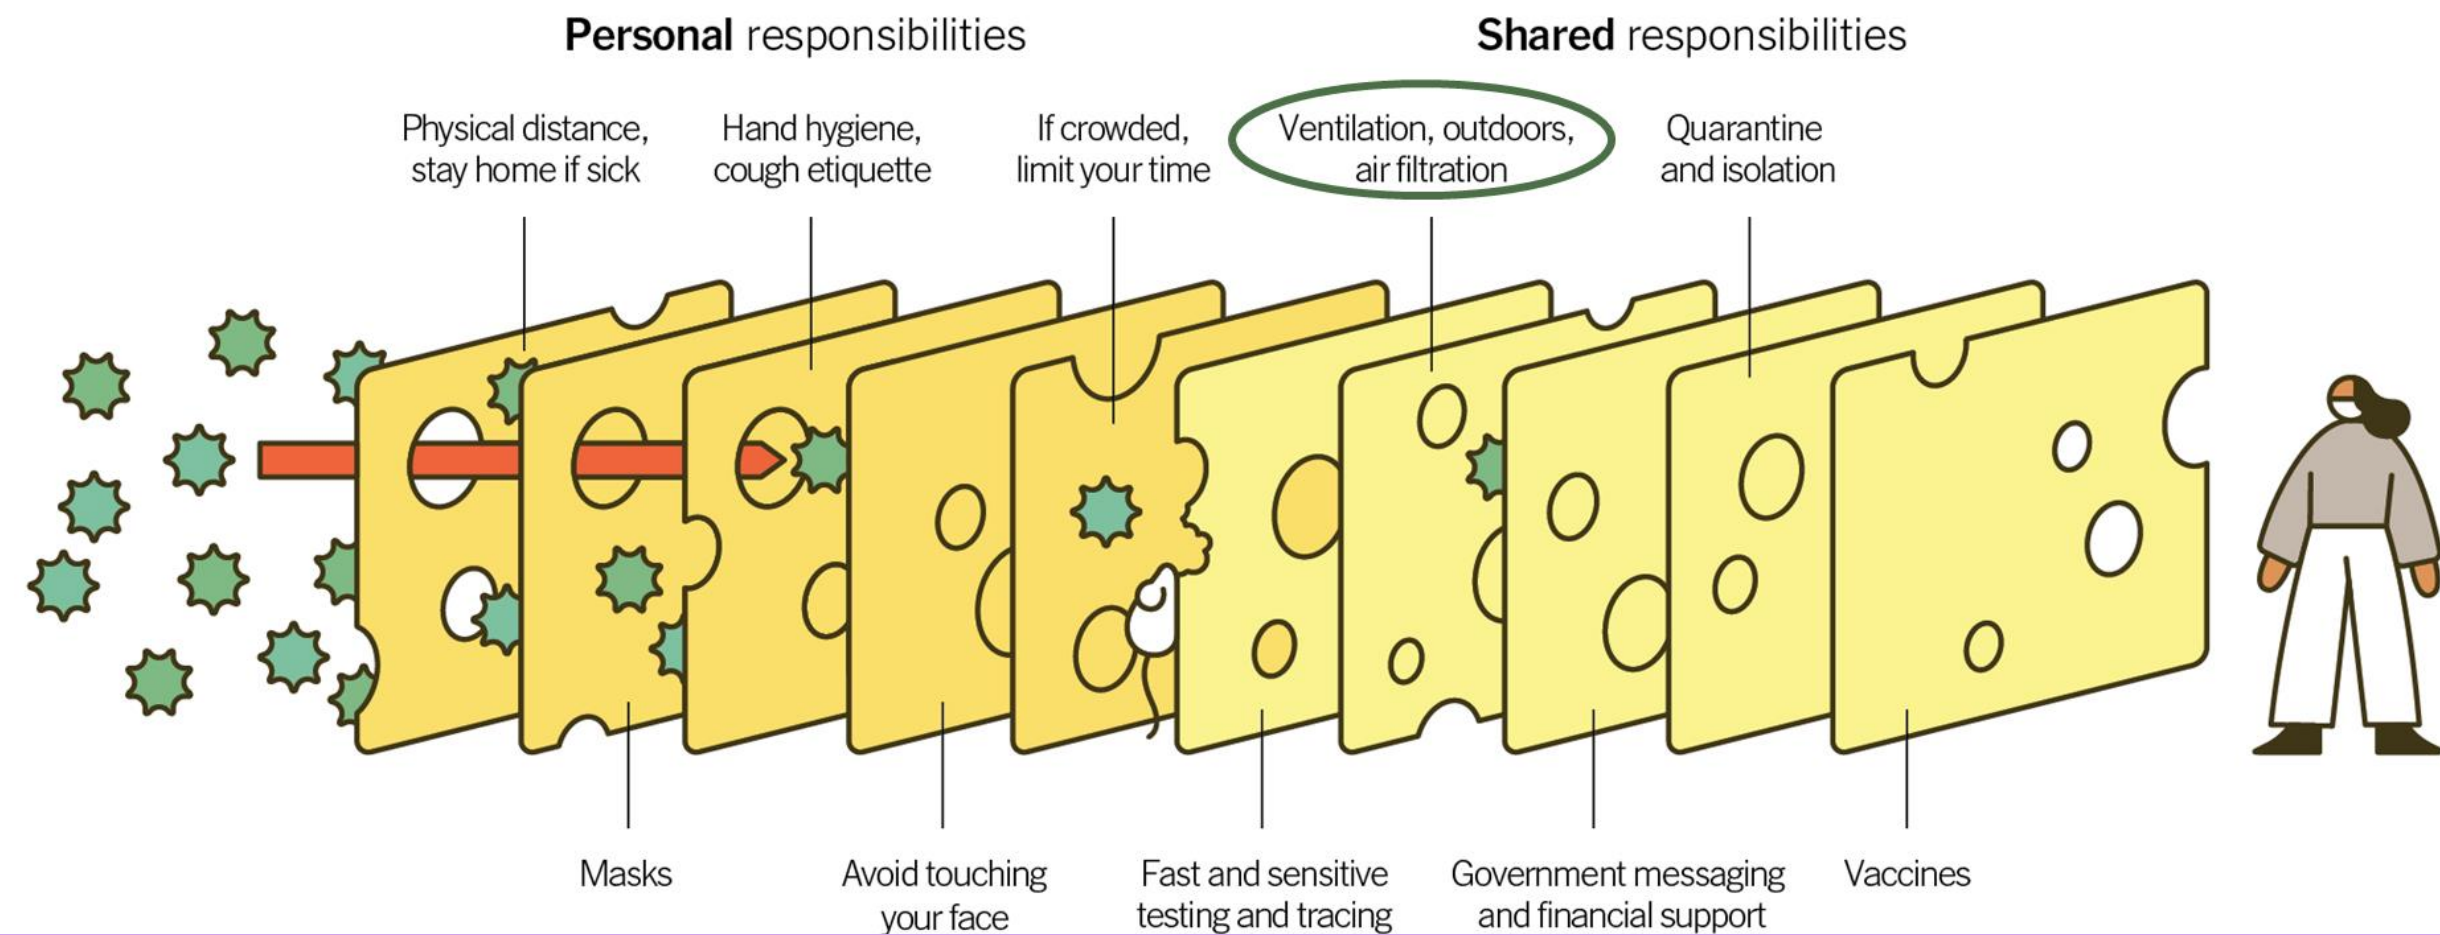 Personal responsibilities
Shared responsibilities
Physical distance,
stay home if sick
Hand hygiene,
cough etiquette
If crowded,
limit your time
Ventilation, outdoors,
air filtration
Quarantine
and isolation
Masks
Avoid touching
your face
Fast and sensitive
testing and tracing
Government messaging
and financial support
Vaccines